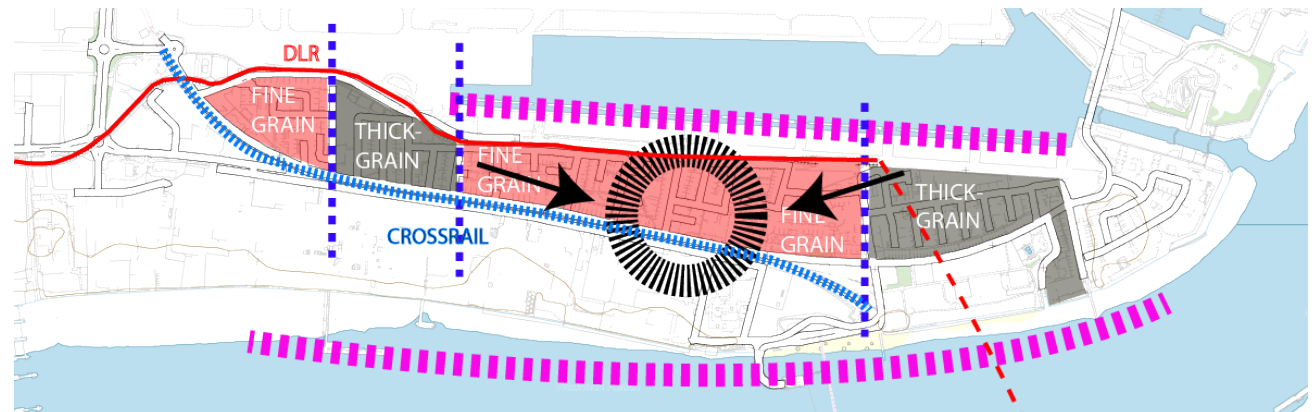 DLR
FINE
GRAIN
THICK-
GRAIN
FINE
GRAIN
CROSSRAIL
FINE
GRAIN
THICK-
GRAIN